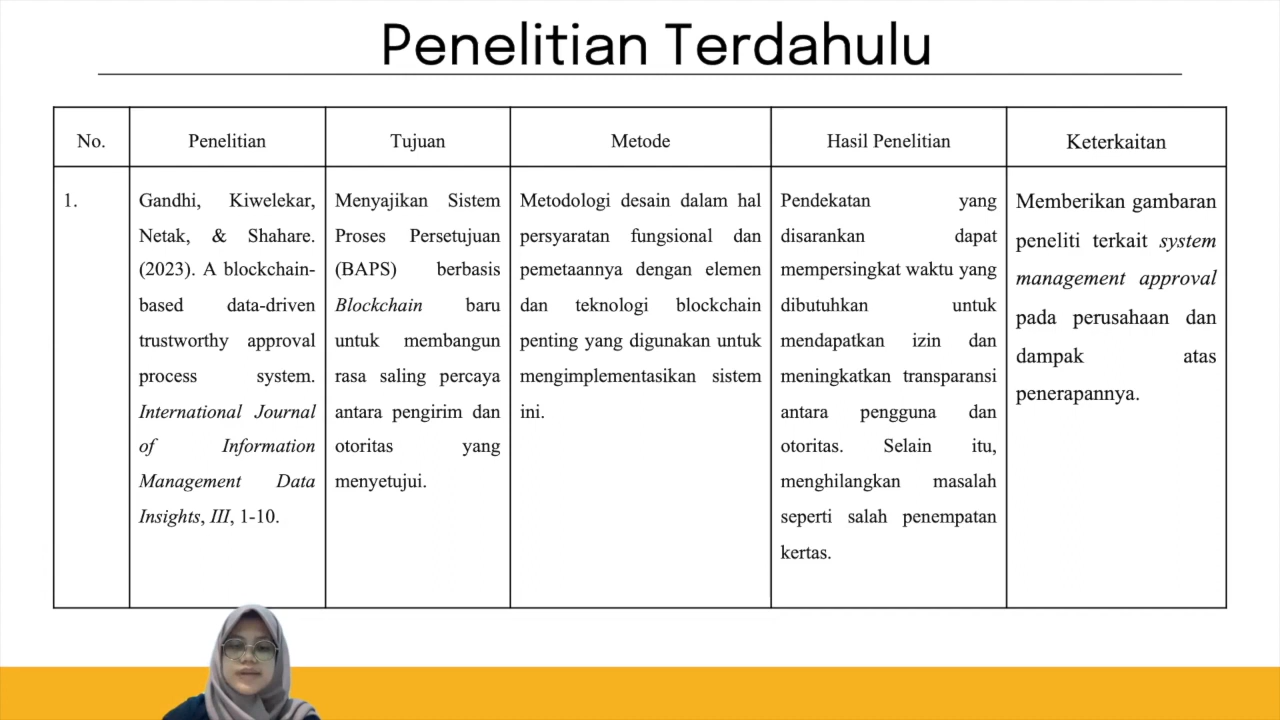 Penelitian Terdahulu
No.
Penelitian
Tujuan
Metode
Hasil Penelitian
Keterkaitan
1.
Gandhi, Kiwelekar,
Netak, & Shahare.
(2023). A blockchain-
based data-driven
trustworthy approval
process system.
International Journal
of Information
Management Data
Insights, III, 1-10.
Menyajikan Sistem
Proses Persetujuan
(BAPS) berbasis
Blockchain baru
untuk membangun
rasa saling percaya
antara pengirim dan
otoritas yang
menyetujui.
Metodologi desain dalam hal
persyaratan fungsional dan
pemetaannya dengan elemen
dan teknologi blockchain
penting yang digunakan untuk
mengimplementasikan sistem
ini.
Pendekatan yang
disarankan dapat
mempersingkat waktu yang
dibutuhkan untuk
mendapatkan izin dan
meningkatkan transparansi
antara pengguna dan
otoritas. Selain itu,
menghilangkan masalah
seperti salah penempatan
kertas.
Memberikan gambaran
peneliti terkait system
management approval
pada perusahaan dan
dampak atas
penerapannya.